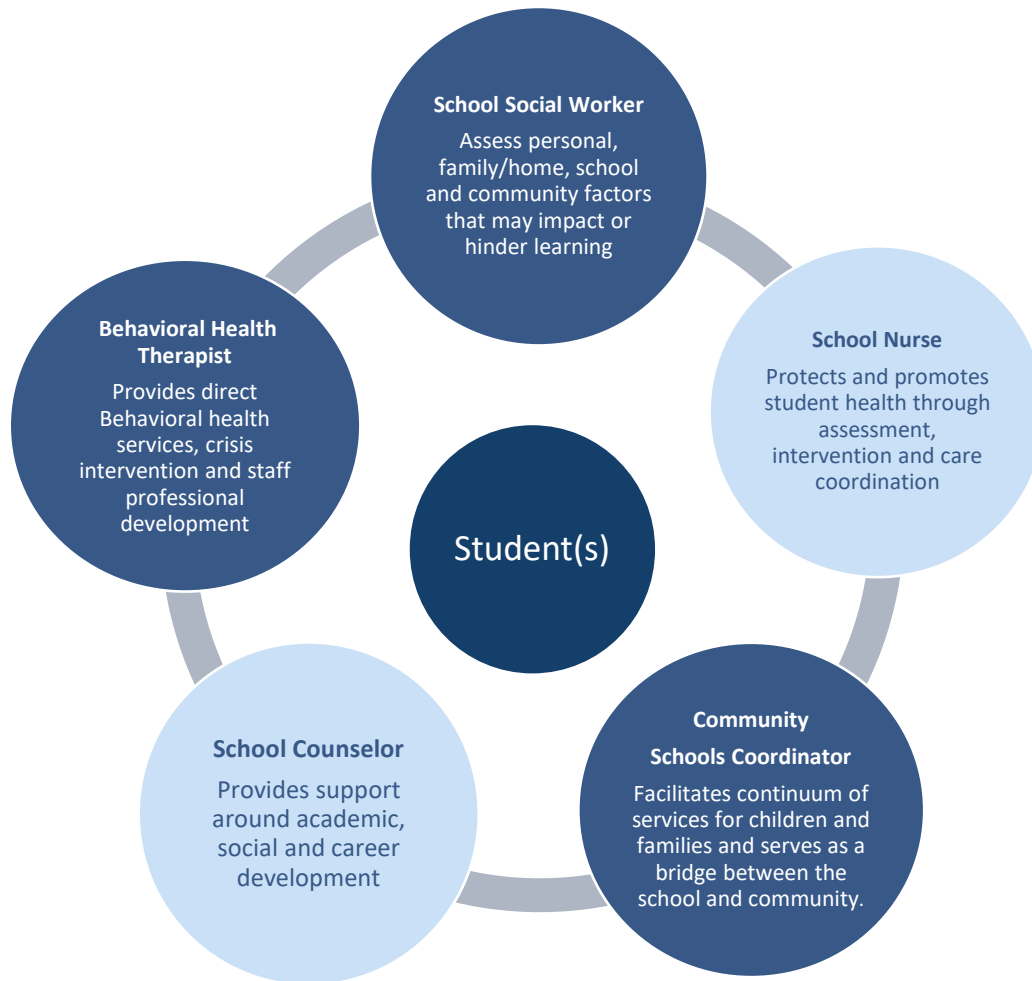 School Social Worker
Assess personal,
family/home, school
and community factors
that may impact or
hinder learning
School Nurse
Protects and promotes
student health through
assessment,
intervention and care
coordination
Community
Schools Coordinator
Facilitates continuum of
services for children and
families and serves as a
bridge between the
school and community.
School Counselor
Provides support
around academic,
social and career
development
Behavioral Health
Therapist
Provides direct
Behavioral health
services, crisis
intervention and staff
professional
development
Student(s)